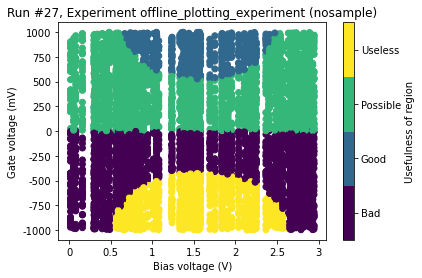 Run #27, Experiment offline_plotting_experiment (nosample)
1000
750
500
250
0
-250
-500
-750
-1000
Gate voltage (mV)
0
0.5
1
1.5
2
2.5
3
Bias voltage (V)
Useless
Possible
Good
Bad
Usefulness of region